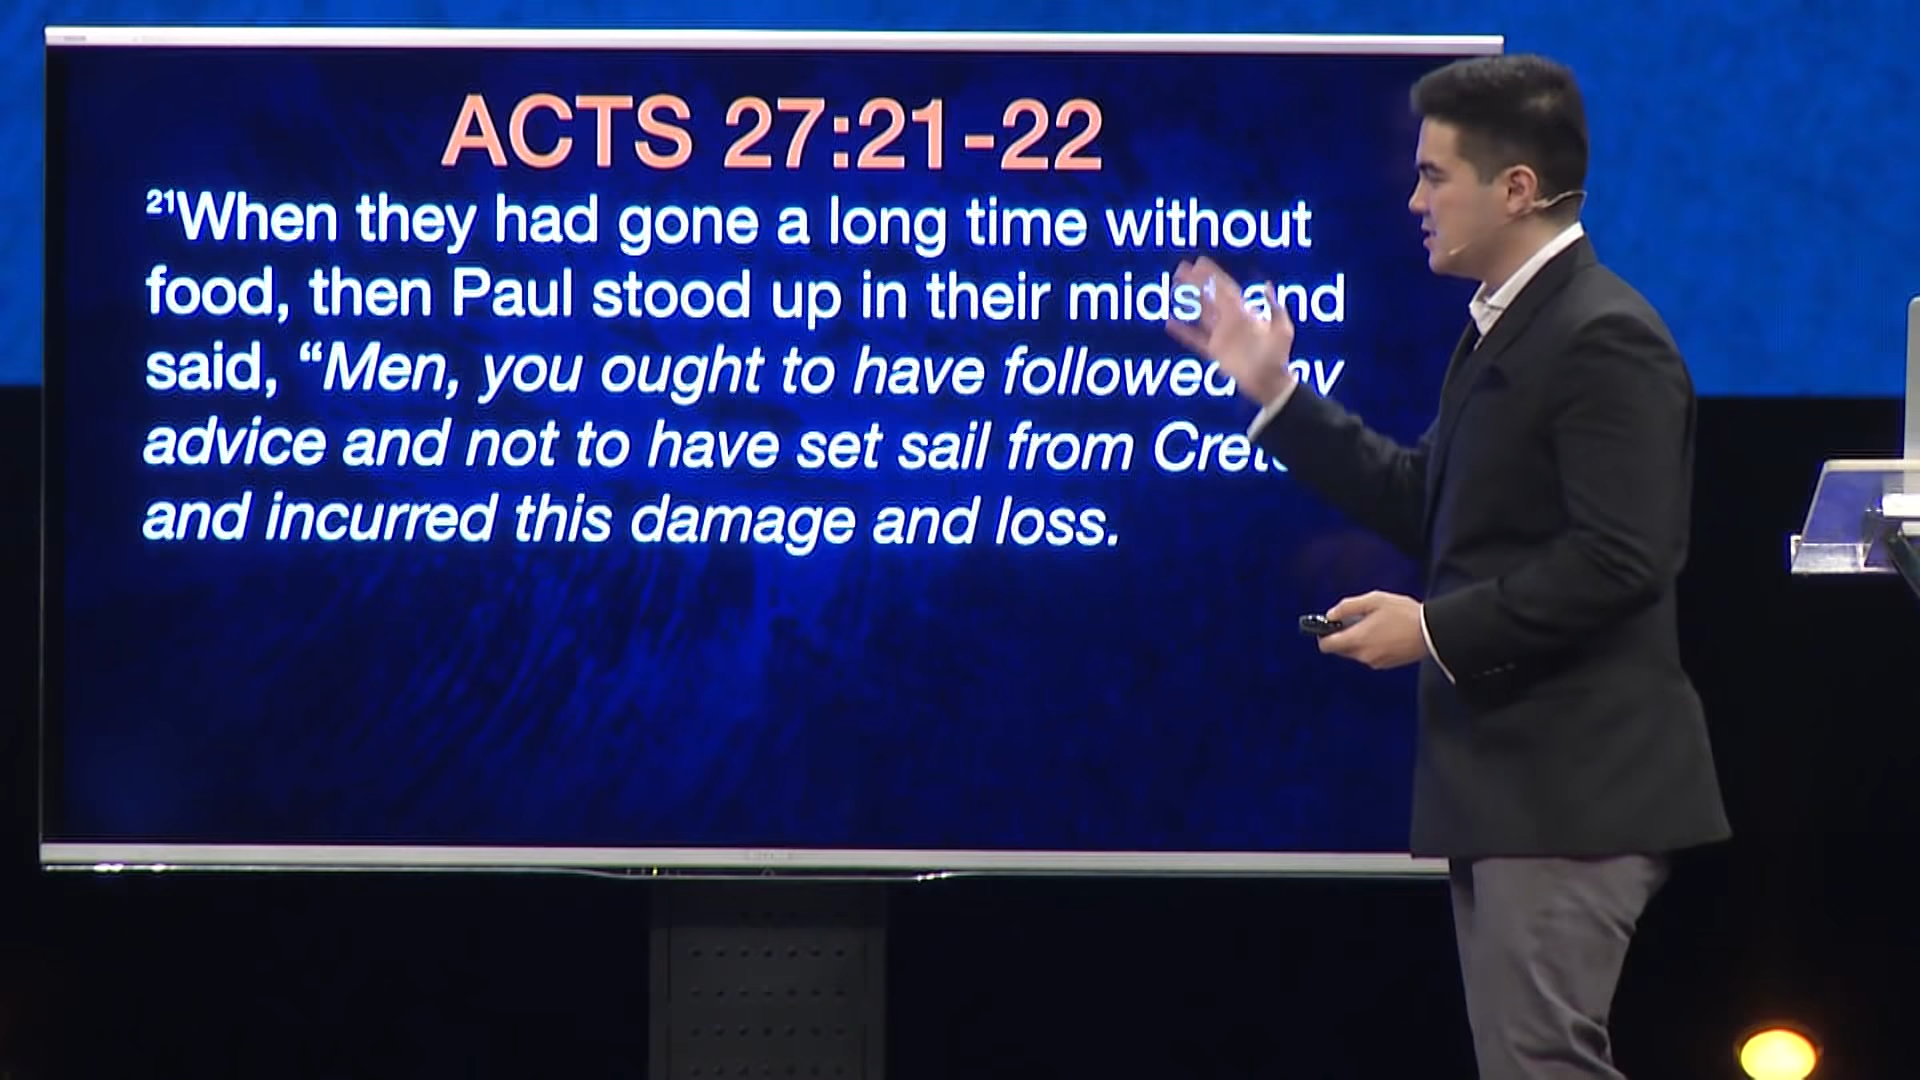 ACTS 27:21-22
21When they had gone a long time without
food, then Paul stood up in their midst and
said, “Men, you ought to have followed my
advice and not to have set sail from Crete
and incurred this damage and loss.